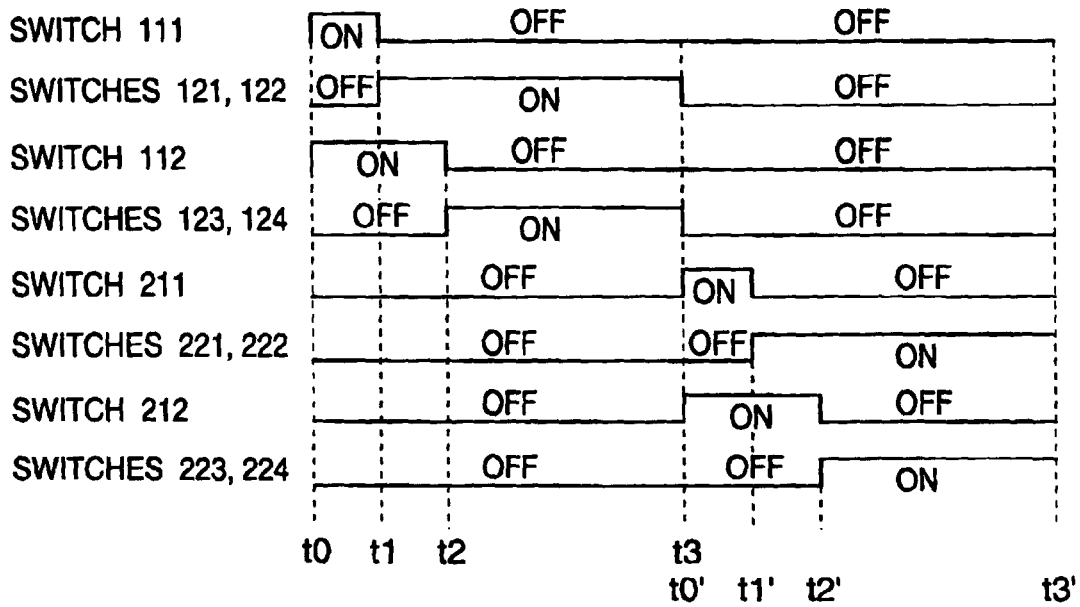 SWITCH 111 ON OFF OFF
SWITCHES 121, 122 OFF ON OFF
SWITCH 112 ON OFF OFF
SWITCHES 123, 124 OFF ON OFF
SWITCH 211 OFF ON OFF
SWITCHES 221, 222 OFF OFF ON
SWITCH 212 OFF ON OFF
SWITCHES 223, 224 OFF OFF ON
t0 t1 t2 t3
t0' t1' t2' t3'